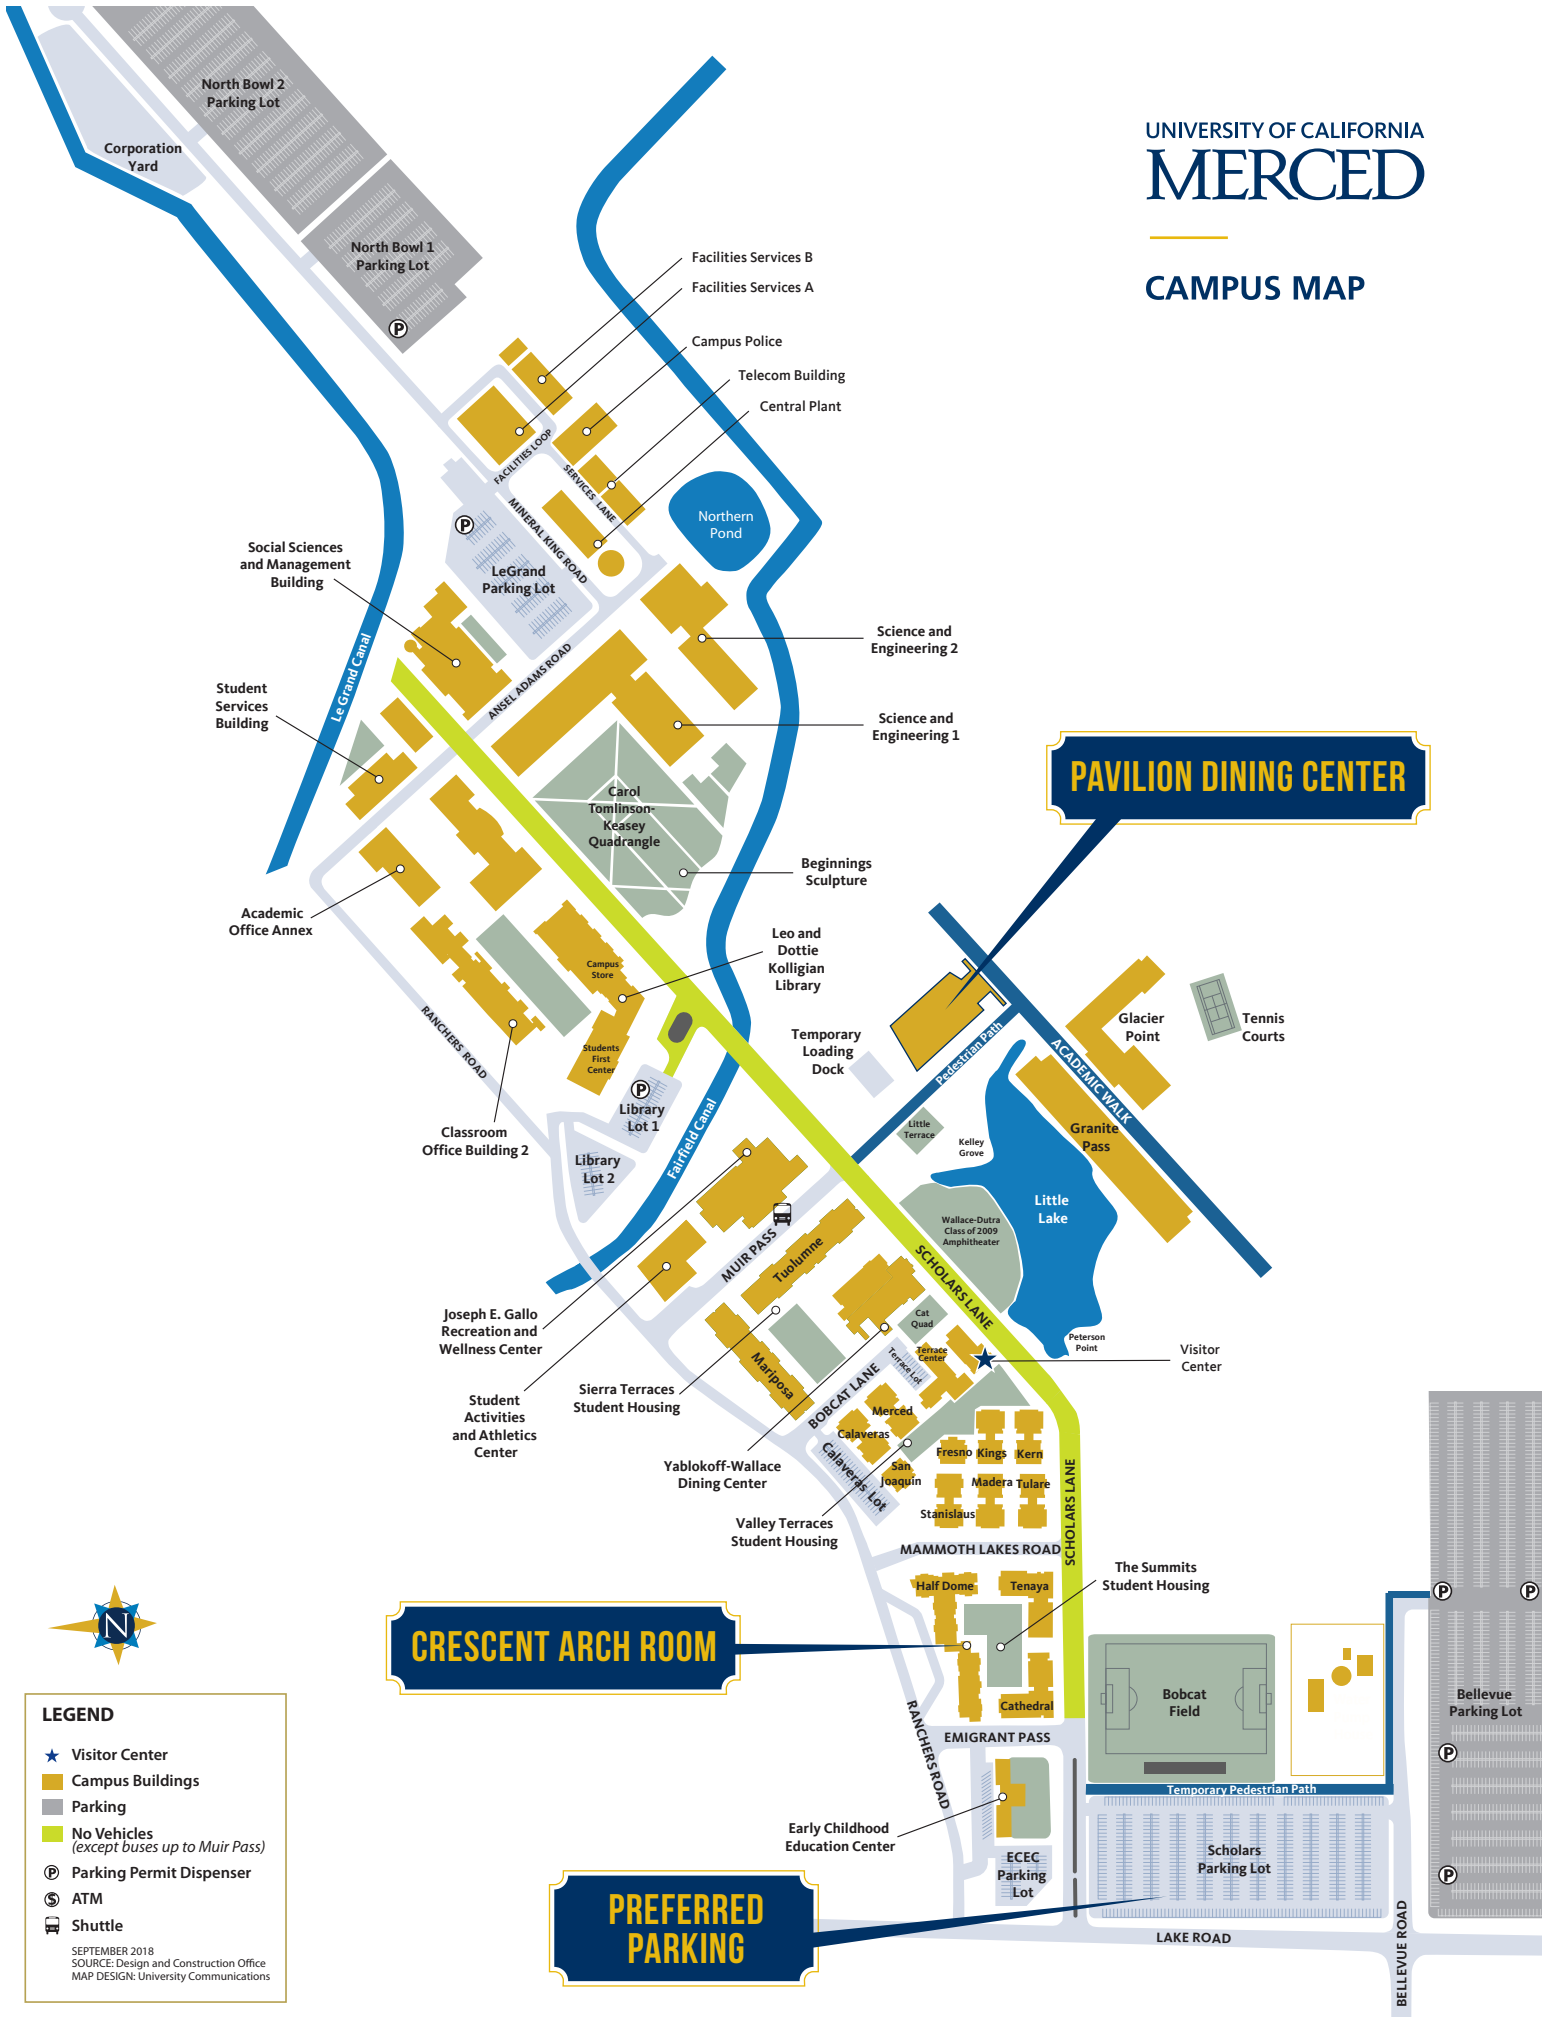 North Bowl 2
Parking Lot
Corporation
Yard
UNIVERSITY OF CALIFORNIA
MERCED
CAMPUS MAP
North Bowl 1
Parking Lot
P
Facilities Services B
Facilities Services A
Campus Police
Telecom Building
Central Plant
FACILITIES LOOP
SERVICES LANE
MINERAL KING ROAD
P
Northern
Pond
LeGrand
Parking Lot
Social Sciences
and Management
Building
Le Grand Canal
ANSEL ADAMS ROAD
Science and
Engineering 2
Student
Services
Building
Science and
Engineering 1
PAVILION DINING CENTER
Carol
Tomlinson-
Keasey
Quadrangle
Beginnings
Sculpture
Academic
Office Annex
Leo and
Dottie
Kolligian
Library
Campus
Store
RANCHERS ROAD
Students
First
Center
Temporary
Loading
Dock
Pedestrian Path
ACADEMIC WALK
Glacier
Point
Tennis
Courts
P
Library
Lot 1
Classroom
Office Building 2
Library
Lot 2
Fairfield Canal
Little
Terrace
Kelley
Grove
Granite
Pass
Little
Lake
Wallace-Dutra
Class of 2009
Amphitheater
MUIR PASS
Tuolumne
SCHOLARS LANE
Joseph E. Gallo
Recreation and
Wellness Center
Cat
Quad
Peterson
Point
Visitor
Center
Terrace
Center
Terrace Lot
Mariposa
BOBCAT LANE
Sierra Terraces
Student Housing
Student
Activities
and Athletics
Center
Merced
Calaveras
Calaveras Lot
San
Joaquin
Fresno
Kings
Kern
Madera
Tulare
Stanislaus
Yablokoff-Wallace
Dining Center
Valley Terraces
Student Housing
SCHOLARS LANE
MAMMOTH LAKES ROAD
The Summits
Student Housing
Half Dome
Tenaya
CRESCENT ARCH ROOM
Cathedral
N
P
P
Bobcat
Field
Bellevue
Parking Lot
RANCHERS ROAD
EMIGRANT PASS
P
Temporary Pedestrian Path
Early Childhood
Education Center
ECEC
Parking
Lot
Scholars
Parking Lot
P
PREFERRED
PARKING
LAKE ROAD
BELLEVUE ROAD
LEGEND
Visitor Center
Campus Buildings
Parking
No Vehicles
(except buses up to Muir Pass)
P Parking Permit Dispenser
$ ATM
Shuttle
SEPTEMBER 2018
SOURCE: Design and Construction Office
MAP DESIGN: University Communications